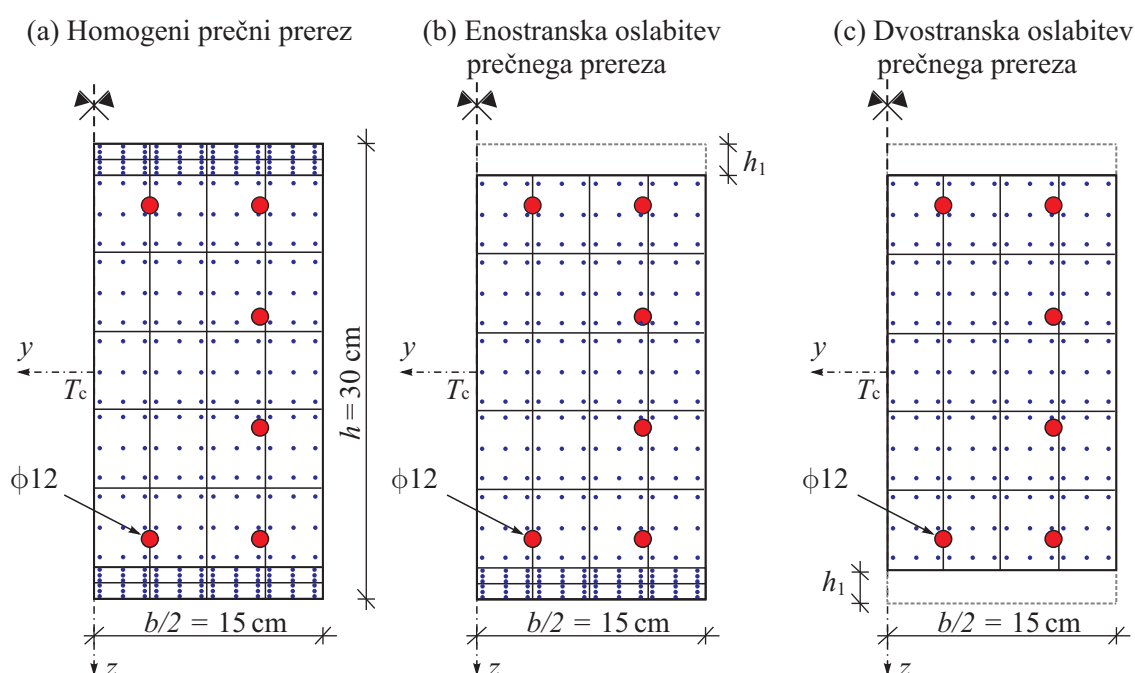 (a) Homogeni prečni prerez
(b) Enostranska oslabitev
prečnega prereza
(c) Dvostranska oslabitev
prečnega prereza
h₁
y
Tc
h = 30 cm
ϕ12
b/2 = 15 cm
z
y
Tc
ϕ12
b/2 = 15 cm
z
y
Tc
ϕ12
h₁
b/2 = 15 cm
z